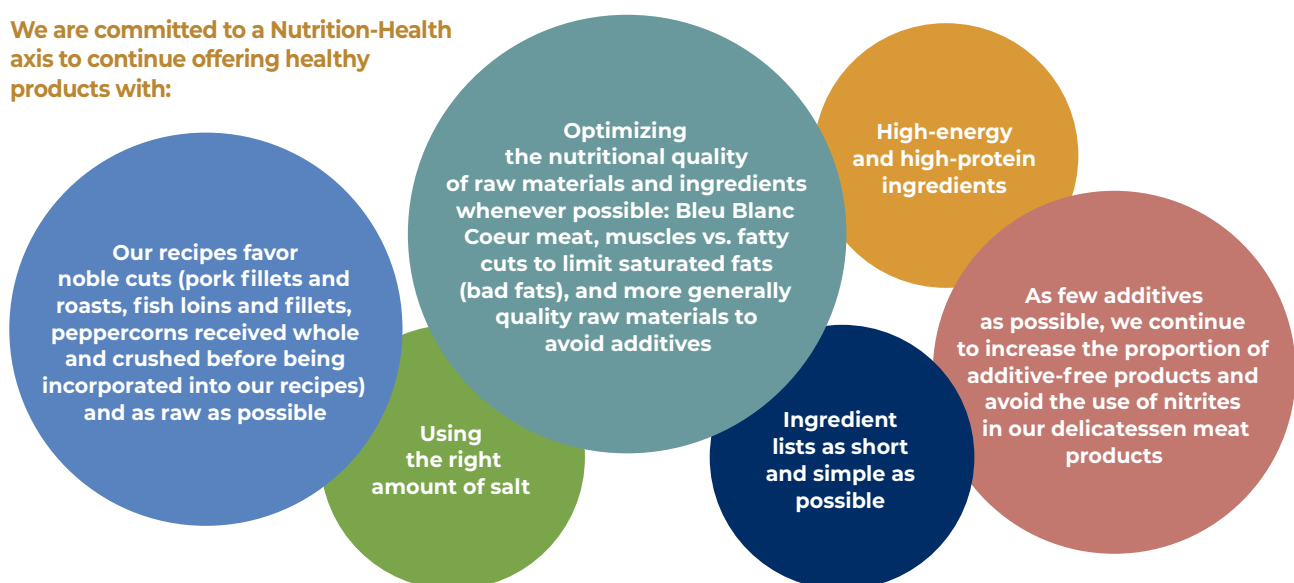 We are committed to a Nutrition-Health
axis to continue offering healthy
products with:
Our recipes favor
noble cuts (pork fillets and
roasts, fish loins and fillets,
peppercorns received whole
and crushed before being
incorporated into our recipes)
and as raw as possible
Using
the right
amount of salt
Optimizing
the nutritional quality
of raw materials and ingredients
whenever possible: Bleu Blanc
Coeur meat, muscles vs. fatty
cuts to limit saturated fats
(bad fats), and more generally
quality raw materials to
avoid additives
Ingredient
lists as short
and simple as
possible
High-energy
and high-protein
ingredients
As few additives
as possible, we continue
to increase the proportion of
additive-free products and
avoid the use of nitrites
in our delicatessen meat
products